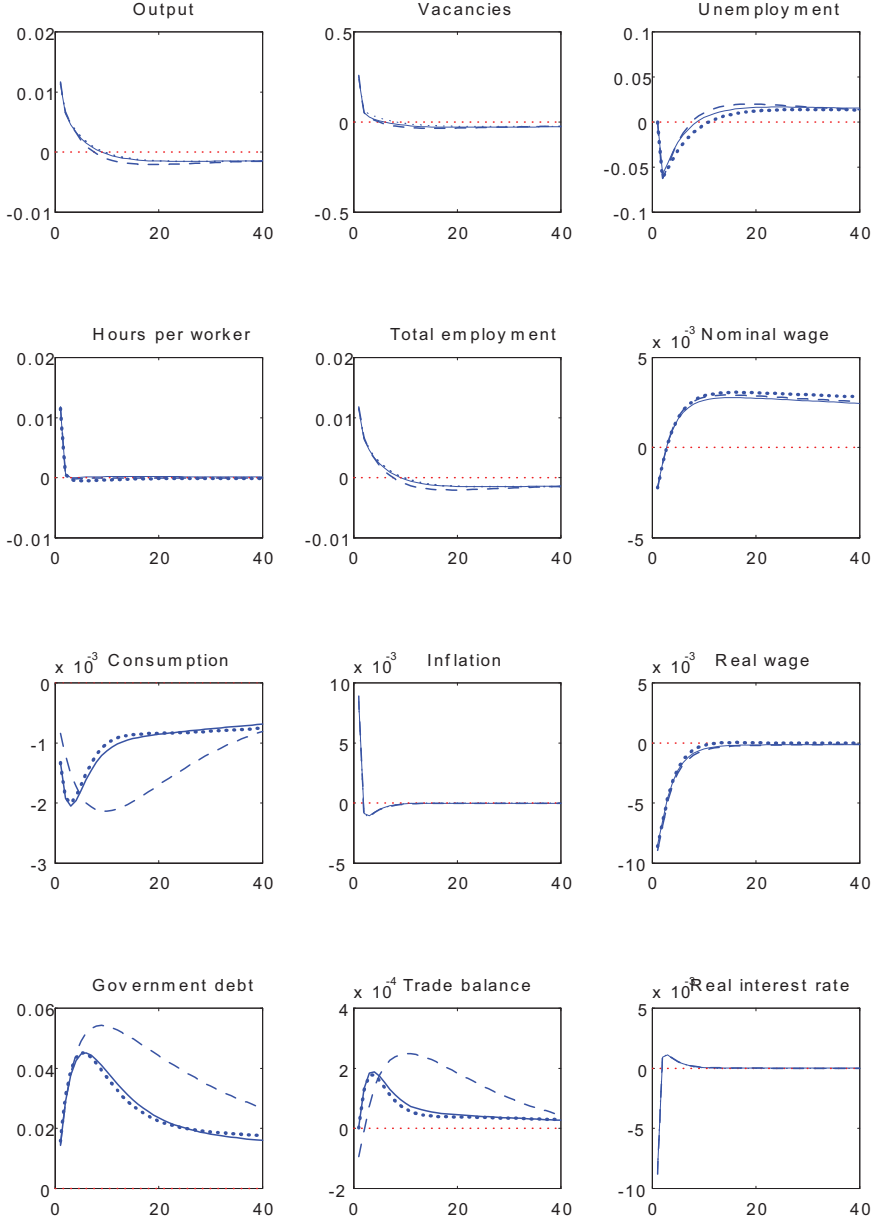 Output Vacancies Unemployment
0.02 0.5 0.1
0.01 0.05
0 0 0
-0.05
-0.01 -0.5 -0.1
0 20 40 0 20 40 0 20 40
Hours per worker Total employment x 10^-3 Nominal wage
0.02 0.02 5
0.01 0.01
0 0 0
-0.01 -0.01 -5
0 20 40 0 20 40 0 20 40
x 10^-3 Consumption x 10^-3 Inflation x 10^-3 Real wage
0 10 5
-1 5 0
-2 0 -5
-3 -5 -10
0 20 40 0 20 40 0 20 40
Government debt x 10^-4 Trade balance x 10^-3 Real interest rate
0.06 4 5
0.04 2 0
0.02 0 -5
0 -2 -10
0 20 40 0 20 40 0 20 40